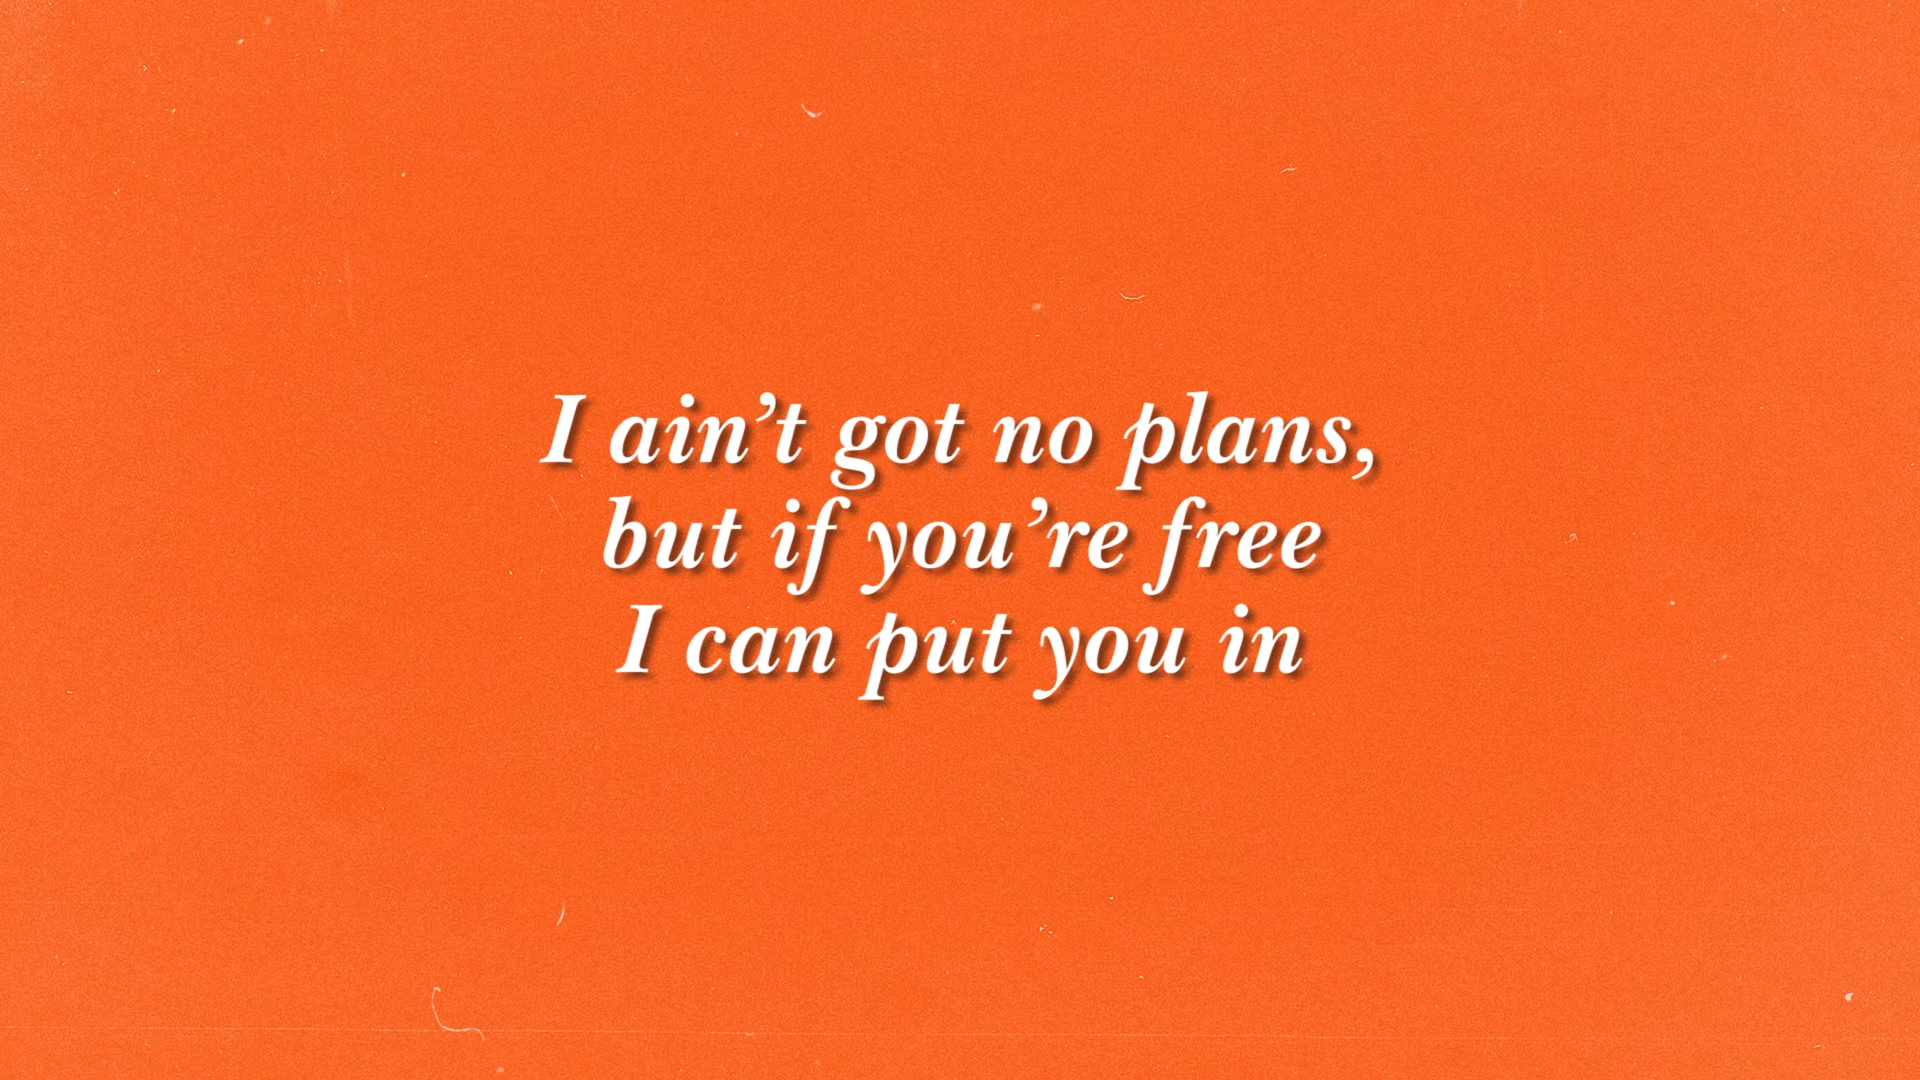 I ain’t got no plans,
but if you’re free
I can put you in